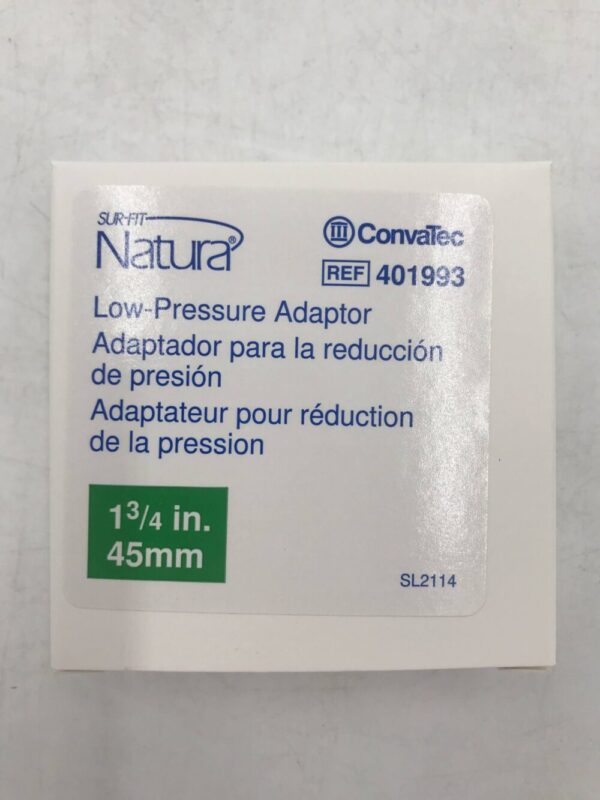 SUR-FIT
Natura®
ConvaTec
REF 401993
Low-Pressure Adaptor
Adaptador para la reducción
de presión
Adaptateur pour réduction
de la pression
1 3/4 in.
45mm
SL2114